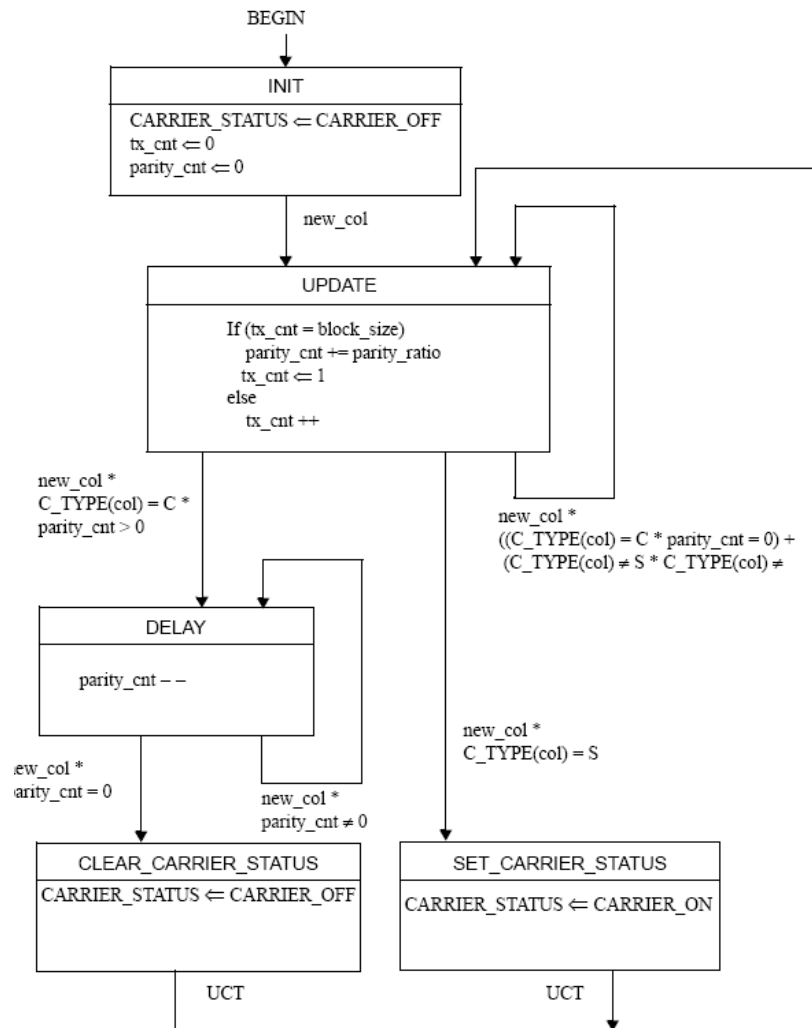 BEGIN
INIT
CARRIER_STATUS ⇐ CARRIER_OFF
tx_cnt ⇐ 0
parity_cnt ⇐ 0
new_col
UPDATE
If (tx_cnt = block_size)
parity_cnt += parity_ratio
tx_cnt ⇐ 1
else
tx_cnt ++
new_col *
C_TYPE(col) = C *
parity_cnt > 0
new_col *
((C_TYPE(col) = C * parity_cnt = 0) +
(C_TYPE(col) ≠ S * C_TYPE(col) ≠
DELAY
parity_cnt – –
new_col *
C_TYPE(col) = S
*
= 0
new_col *
parity_cnt ≠ 0
CLEAR_CARRIER_STATUS
CARRIER_STATUS ⇐ CARRIER_OFF
SET_CARRIER_STATUS
CARRIER_STATUS ⇐ CARRIER_ON
UCT
UCT